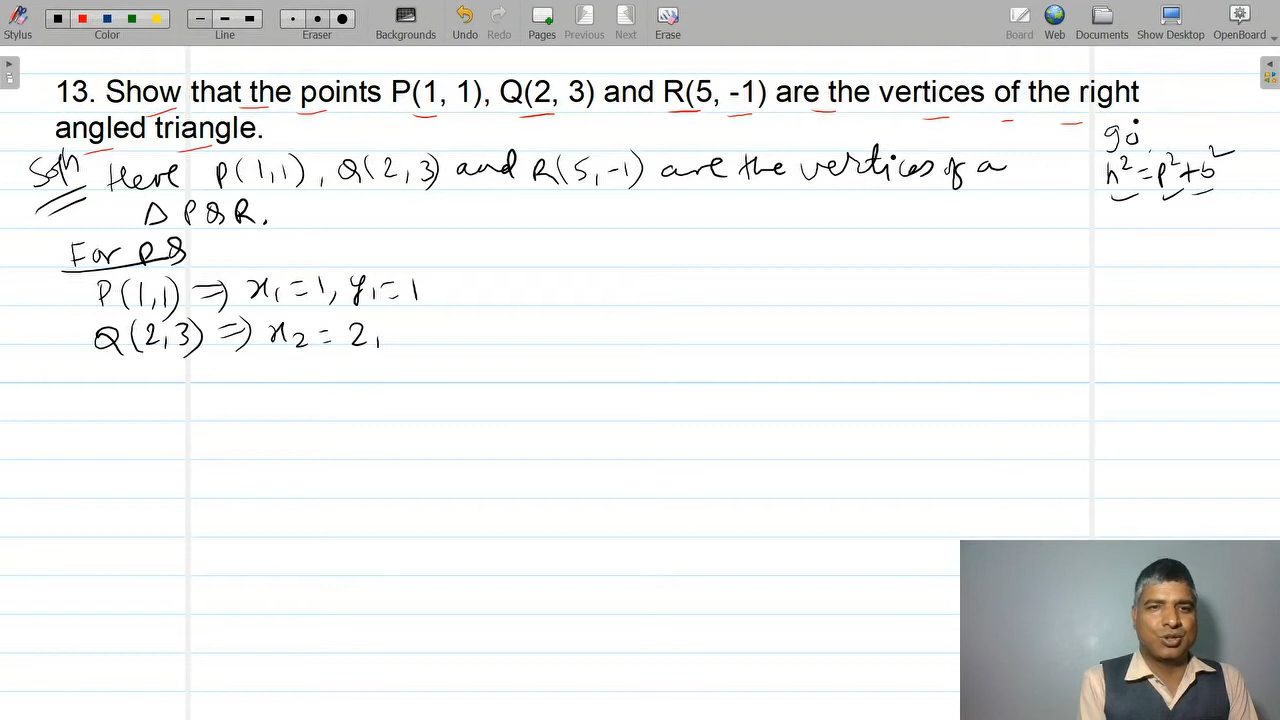 Stylus Color Line Eraser Backgrounds Undo Redo Pages Previous Next Erase Board Web Documents Show Desktop OpenBoard
13. Show that the points P(1, 1), Q(2, 3) and R(5, -1) are the vertices of the right
angled triangle.
90°
h² = p² + b²
Solⁿ Here P(1,1), Q(2,3) and R(5,-1) are the vertices of a
Δ PQR.
For PQ
P(1,1) => x₁ = 1, y₁ = 1
Q(2,3) => x₂ = 2,